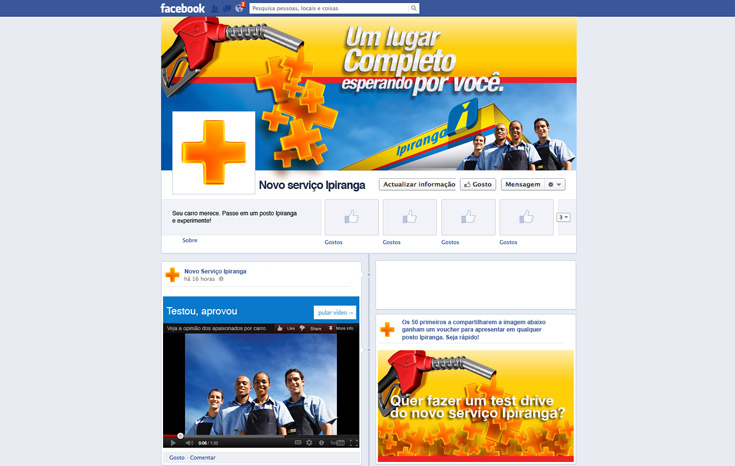 facebook
2
Pesquisa pessoas, locais e coisas
Um lugar
Completo
esperando por você.
Ipiranga
Novo serviço Ipiranga
Actualizar informação
Gosto
Mensagem
Seu carro merece. Passe em um posto Ipiranga
e experimente!
3
Sobre
Gostos
Gostos
Gostos
Gostos
Novo Serviço Ipiranga
há 16 horas
Testou, aprovou
pular vídeo →
Veja a opinião dos apaixonados por carro
Like
Share
More info
0:06 / 1:32
Gosto · Comentar
Os 50 primeiros a compartilharem a imagem abaixo
ganham um voucher para apresentar em qualquer
posto Ipiranga. Seja rápido!
Quer fazer um test drive
do novo serviço Ipiranga?